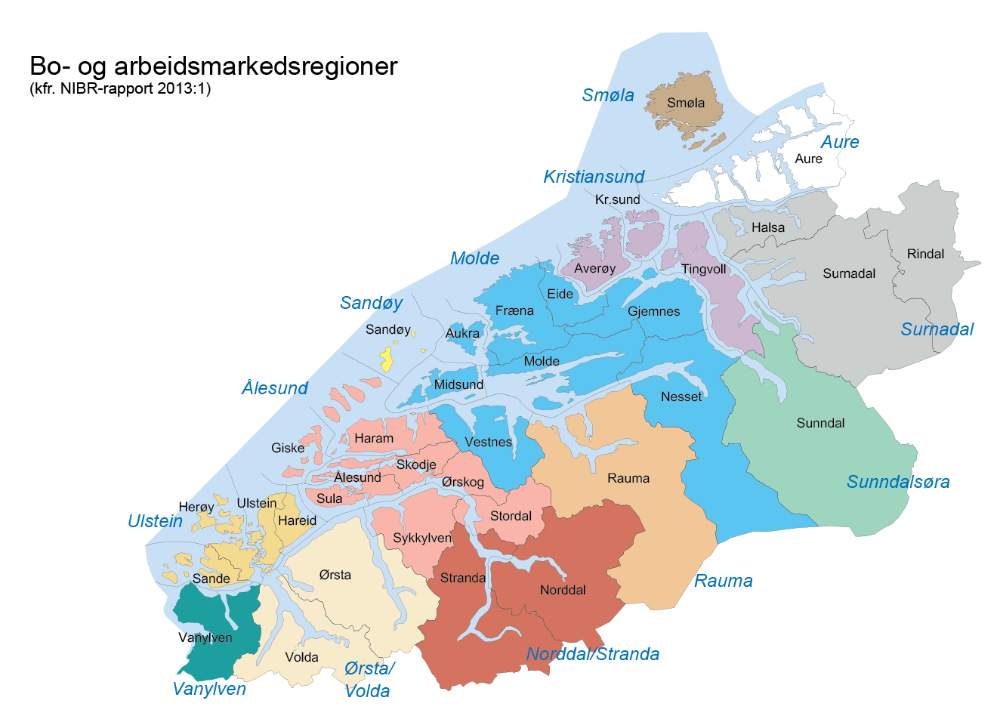 Bo- og arbeidsmarkedsregioner
(kfr. NIBR-rapport 2013:1)
Smøla
Smøla
Aure
Aure
Kristiansund
Kr.sund
Halsa
Rindal
Surnadal
Averøy
Tingvoll
Molde
Eide
Fræna
Gjemnes
Sandøy
Sandøy
Aukra
Surnadal
Molde
Midsund
Nesset
Ålesund
Sunndal
Haram
Vestnes
Giske
Skodje
Ålesund
Ørskog
Rauma
Sunndalsøra
Sula
Ulstein
Herøy
Hareid
Stordal
Ulstein
Sykkylven
Ørsta
Sande
Stranda
Norddal
Rauma
Vanylven
Volda
Norddal/Stranda
Ørsta/
Volda
Vanylven